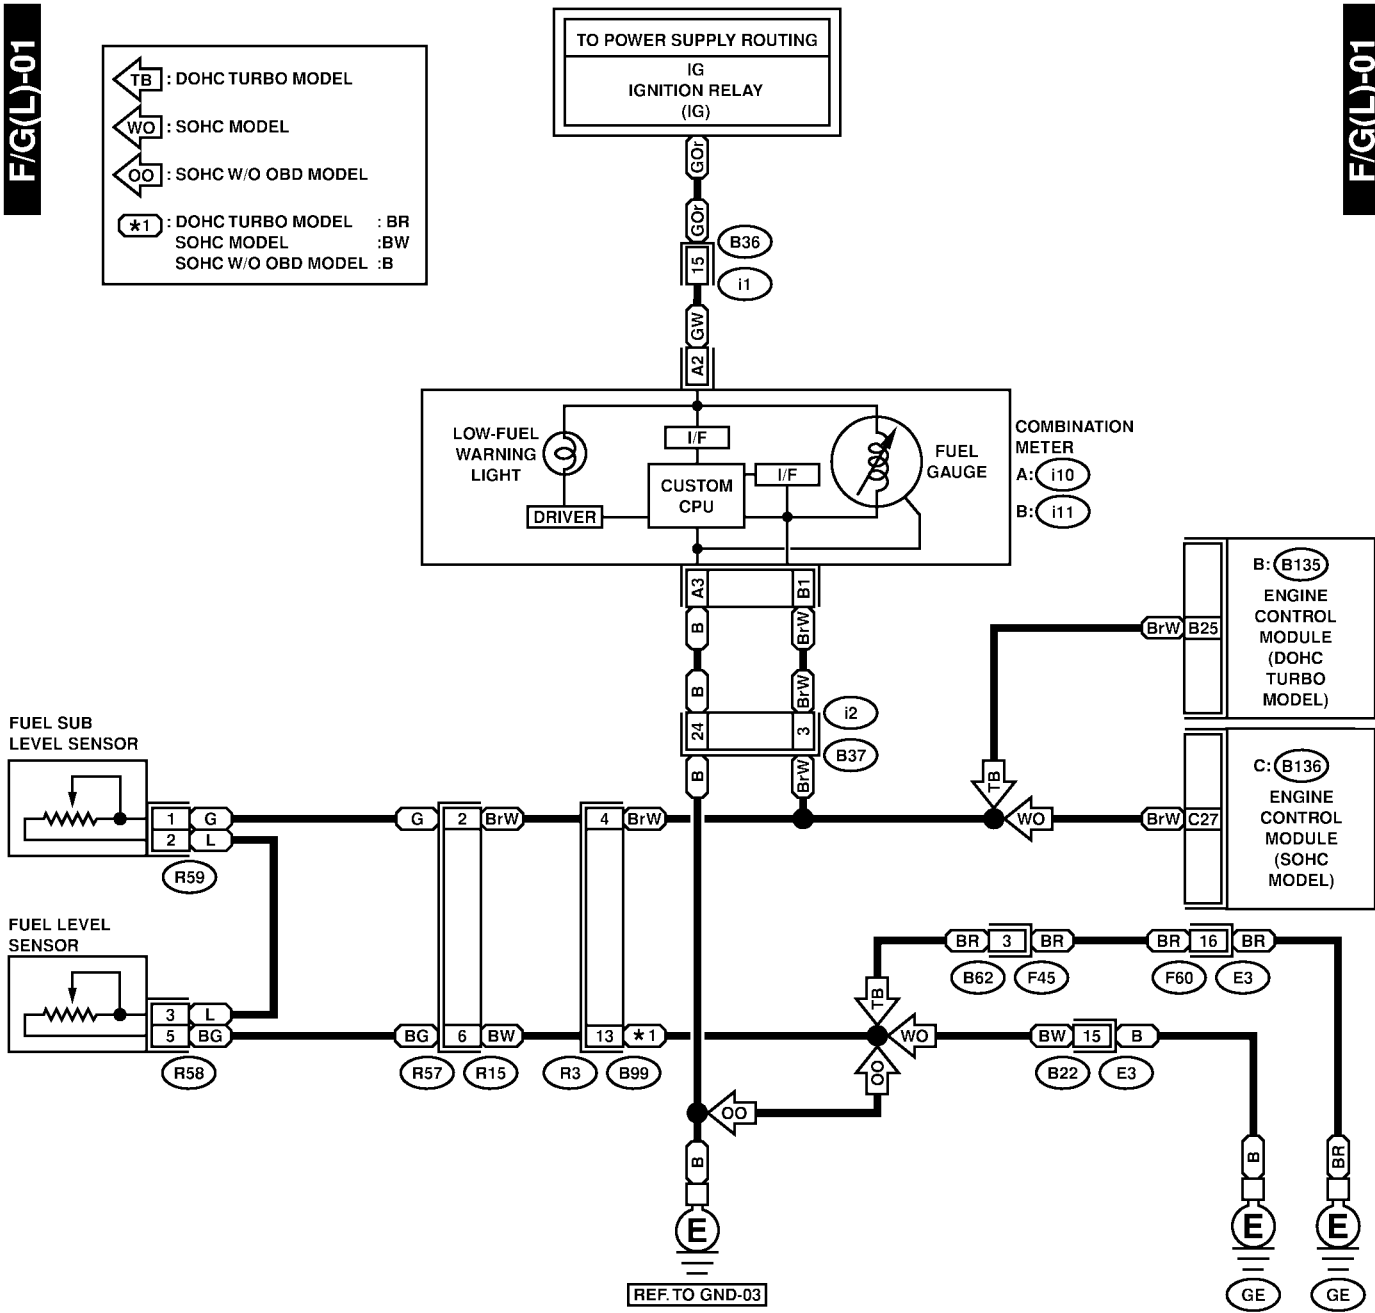 F/G(L)-01
F/G(L)-01
TO POWER SUPPLY ROUTING
IG
IGNITION RELAY
(IG)
TB : DOHC TURBO MODEL
WO : SOHC MODEL
OO : SOHC W/O OBD MODEL
*1 : DOHC TURBO MODEL : BR
SOHC MODEL :BW
SOHC W/O OBD MODEL :B
GOr
GOr
B36
15
i1
GW
A2
LOW-FUEL
WARNING
LIGHT
I/F
I/F
CUSTOM
CPU
DRIVER
FUEL
GAUGE
COMBINATION
METER
A: i10
B: i11
A3 B1
B BrW
B BrW
24 3
i2
B37
B BrW
B: B135
ENGINE
CONTROL
MODULE
(DOHC
TURBO
MODEL)
BrW B25
TB
C: B136
ENGINE
CONTROL
MODULE
(SOHC
MODEL)
WO BrW C27
FUEL SUB
LEVEL SENSOR
1 G G 2 BrW 4 BrW
2 L
R59
FUEL LEVEL
SENSOR
3 L
5 BG BG 6 BW 13 *1
R58 R57 R15 R3 B99
BR 3 BR BR 16 BR
B62 F45 F60 E3
TB
WO BW 15 B
B22 E3
OO
OO
B
E
REF. TO GND-03
B BR
E E
GE GE